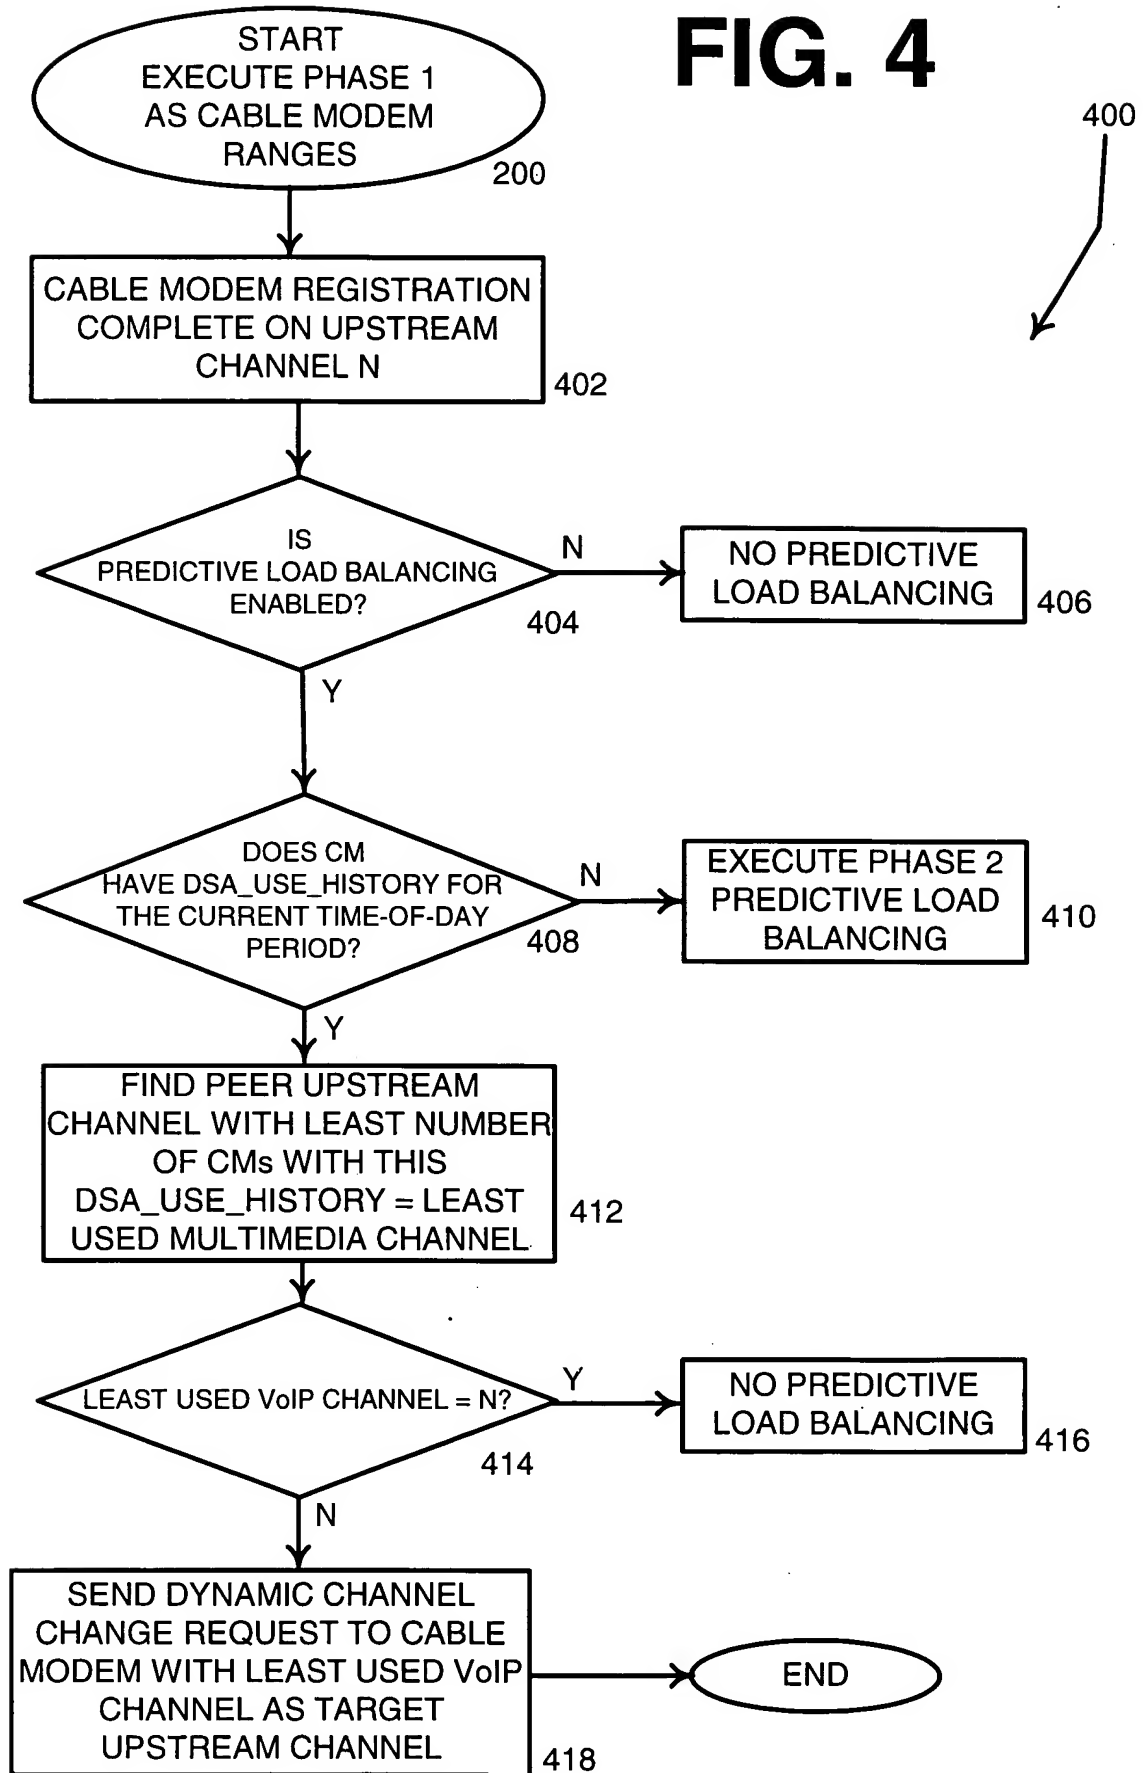 FIG. 4
400
START
EXECUTE PHASE 1
AS CABLE MODEM
RANGES
200
CABLE MODEM REGISTRATION
COMPLETE ON UPSTREAM
CHANNEL N
402
IS
PREDICTIVE LOAD BALANCING
ENABLED?
404
N
NO PREDICTIVE
LOAD BALANCING
406
Y
DOES CM
HAVE DSA_USE_HISTORY FOR
THE CURRENT TIME-OF-DAY
PERIOD?
408
N
EXECUTE PHASE 2
PREDICTIVE LOAD
BALANCING
410
Y
FIND PEER UPSTREAM
CHANNEL WITH LEAST NUMBER
OF CMs WITH THIS
DSA_USE_HISTORY = LEAST
USED MULTIMEDIA CHANNEL
412
LEAST USED VoIP CHANNEL = N?
414
Y
NO PREDICTIVE
LOAD BALANCING
416
N
SEND DYNAMIC CHANNEL
CHANGE REQUEST TO CABLE
MODEM WITH LEAST USED VoIP
CHANNEL AS TARGET
UPSTREAM CHANNEL
418
END